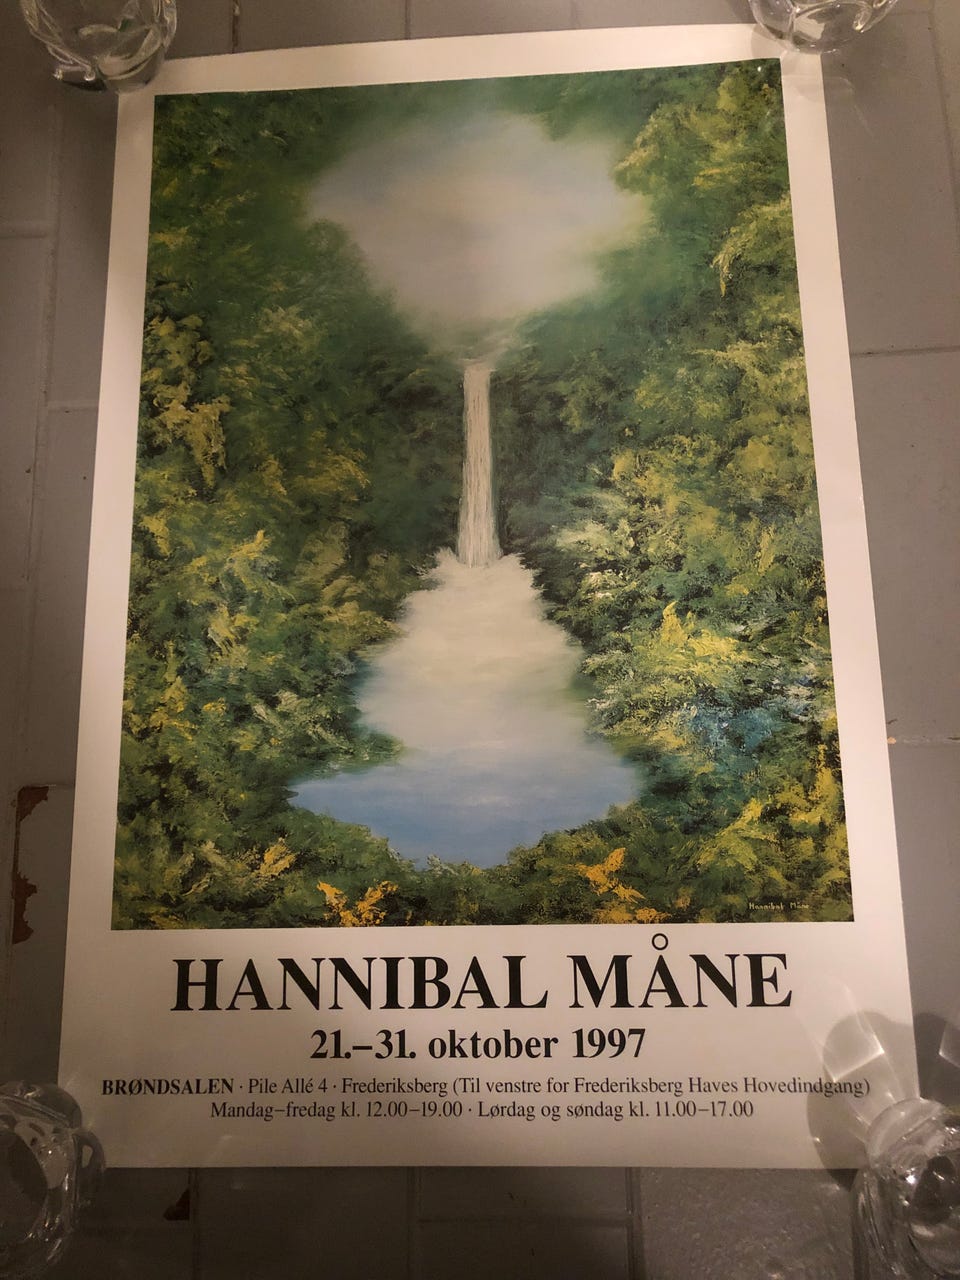 Hannibal Måne
HANNIBAL MÅNE
21.–31. oktober 1997
BRØNDSALEN · Pile Allé 4 · Frederiksberg (Til venstre for Frederiksberg Haves Hovedindgang)
Mandag–fredag kl. 12.00–19.00 · Lørdag og søndag kl. 11.00–17.00